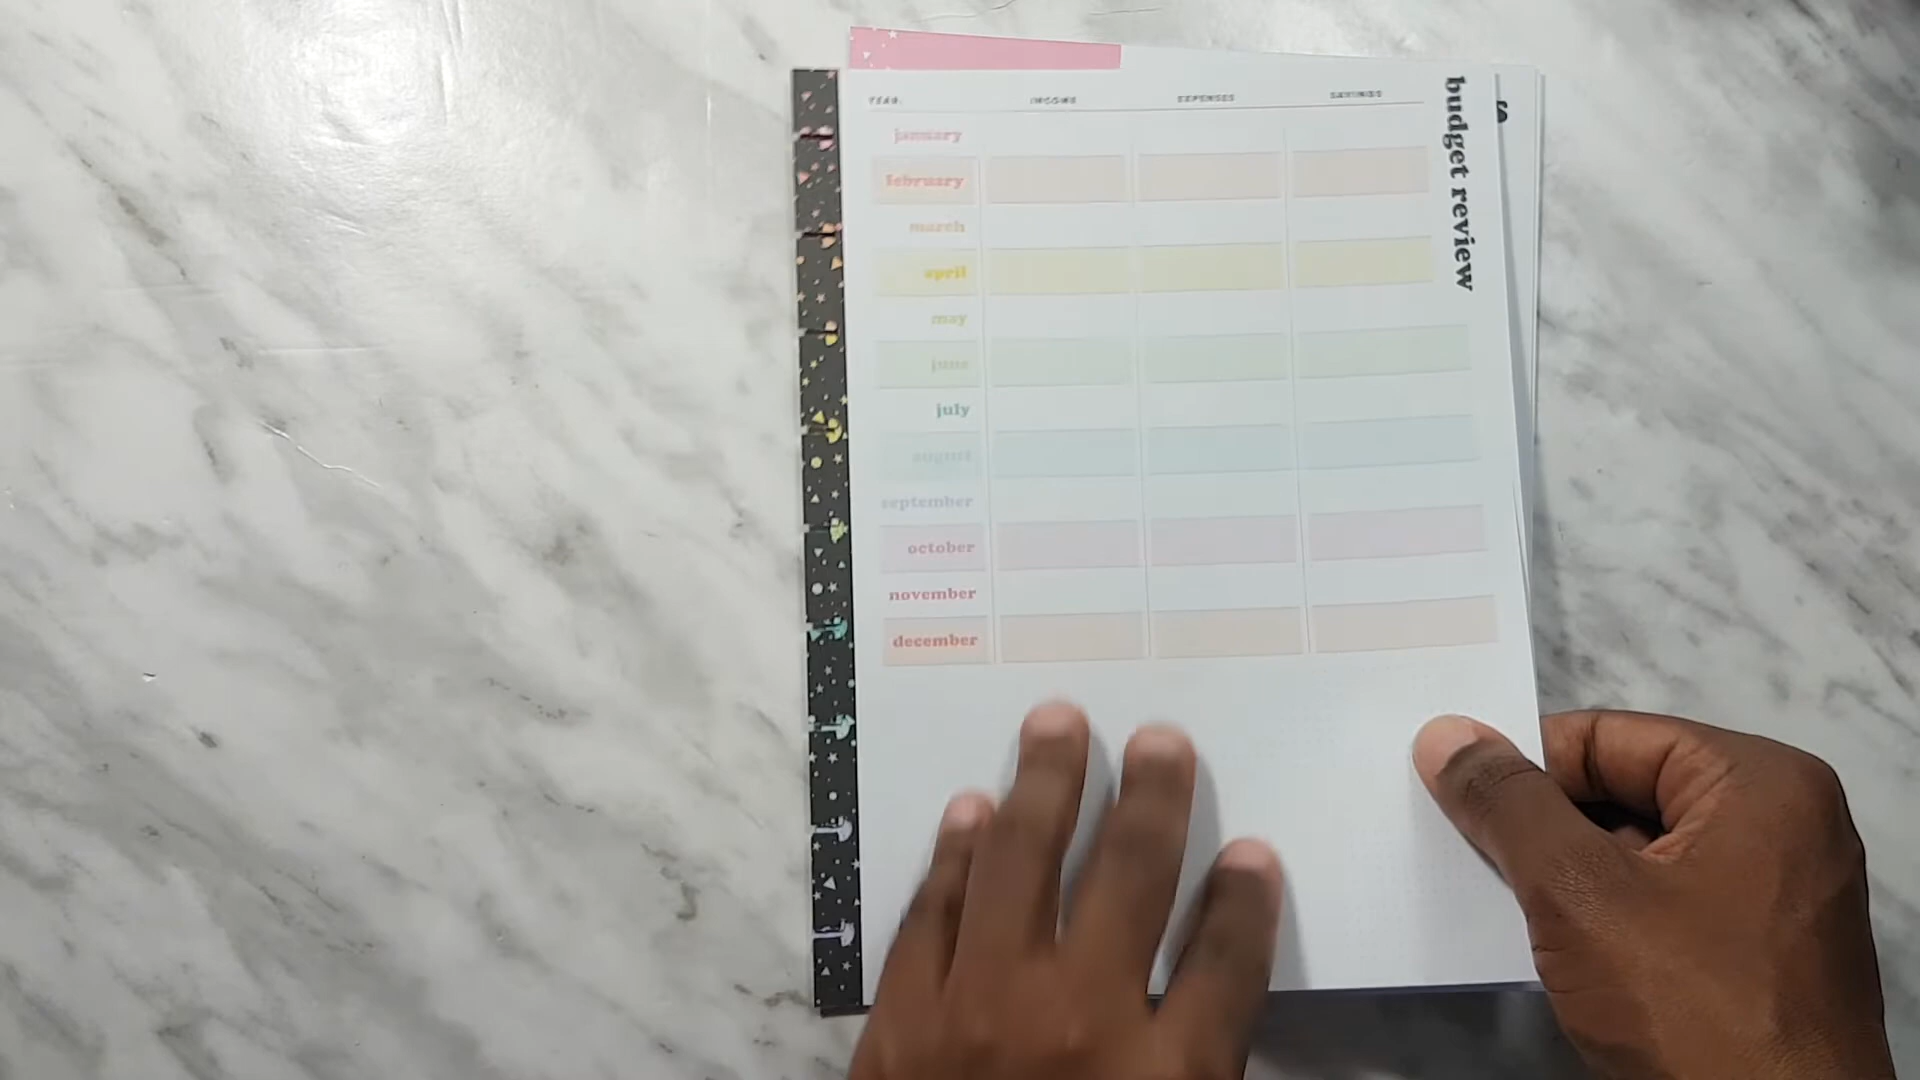 YEAR: INCOME EXPENSES SAVINGS
january
february
march
april
may
june
july
august
september
october
november
december
budget review